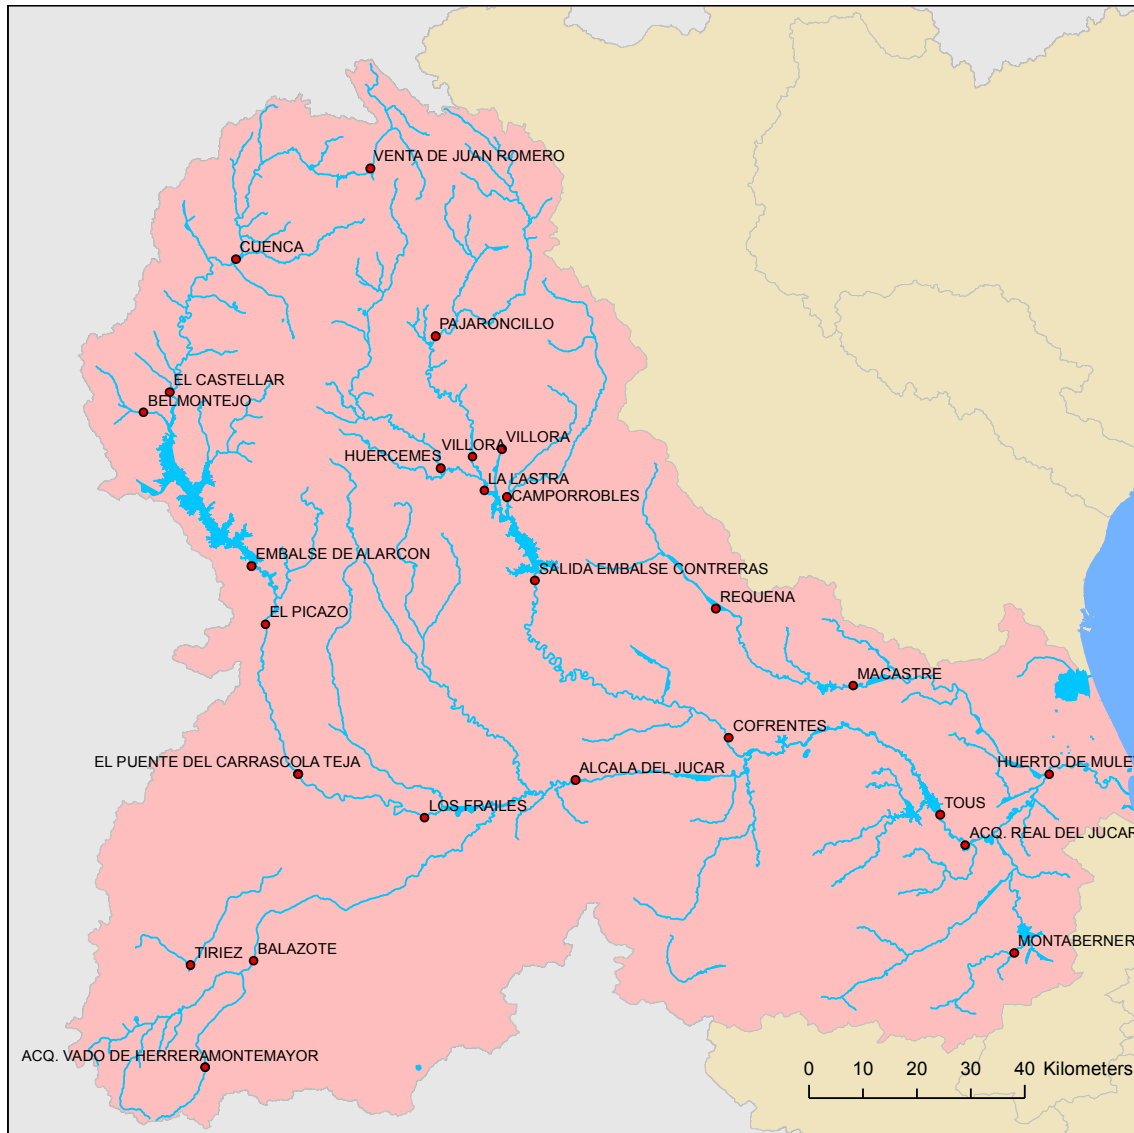 VENTA DE JUAN ROMERO
CUENCA
PAJARONCILLO
EL CASTELLAR
BELMONTEJO
VILLORA
VILLORA
HUERCEMES
LA LASTRA
CAMPORROBLES
EMBALSE DE ALARCON
SALIDA EMBALSE CONTRERAS
REQUENA
EL PICAZO
MACASTRE
COFRENTES
EL PUENTE DEL CARRASCOLA TEJA
ALCALA DEL JUCAR
HUERTO DE MULE
LOS FRAILES
TOUS
ACQ. REAL DEL JUCAR
TIRIEZ
BALAZOTE
MONTABERNER
ACQ. VADO DE HERRERAMONTEMAYOR
0 10 20 30 40 Kilometers